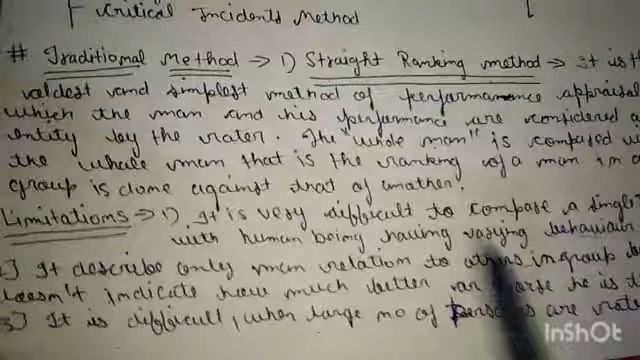 Critical Incidents Method
# Traditional Method → 1) Straight Ranking method → It is th
oldest and simplest method of performance appraisal
which the man and his performance are considered a
entity by the rater. The "whole man" is compared w
the whole man that is the ranking of a man in a
group is done against that of another.
Limitations → 1) It is very difficult to compare a single
with human being having varying behaviour
It describe only man relation to others in group
doesn't indicate how much better or worse he is t
3] It is difficult, when large no of persons are rat
InShOt